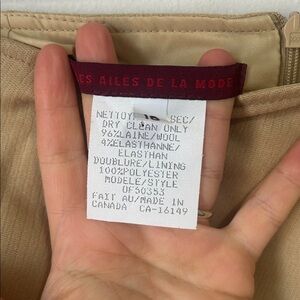 ES AILES DE LA MODE
NETTOY SEC/
DRY CLEAN ONLY
96%LAINE/WOOL
4%ELASTHANNE/
ELASTHAN
DOUBLURE/LINING
100%POLYESTER
MODELE/STYLE
UF50353
FAIT AU/MADE IN
CANADA CA-16149